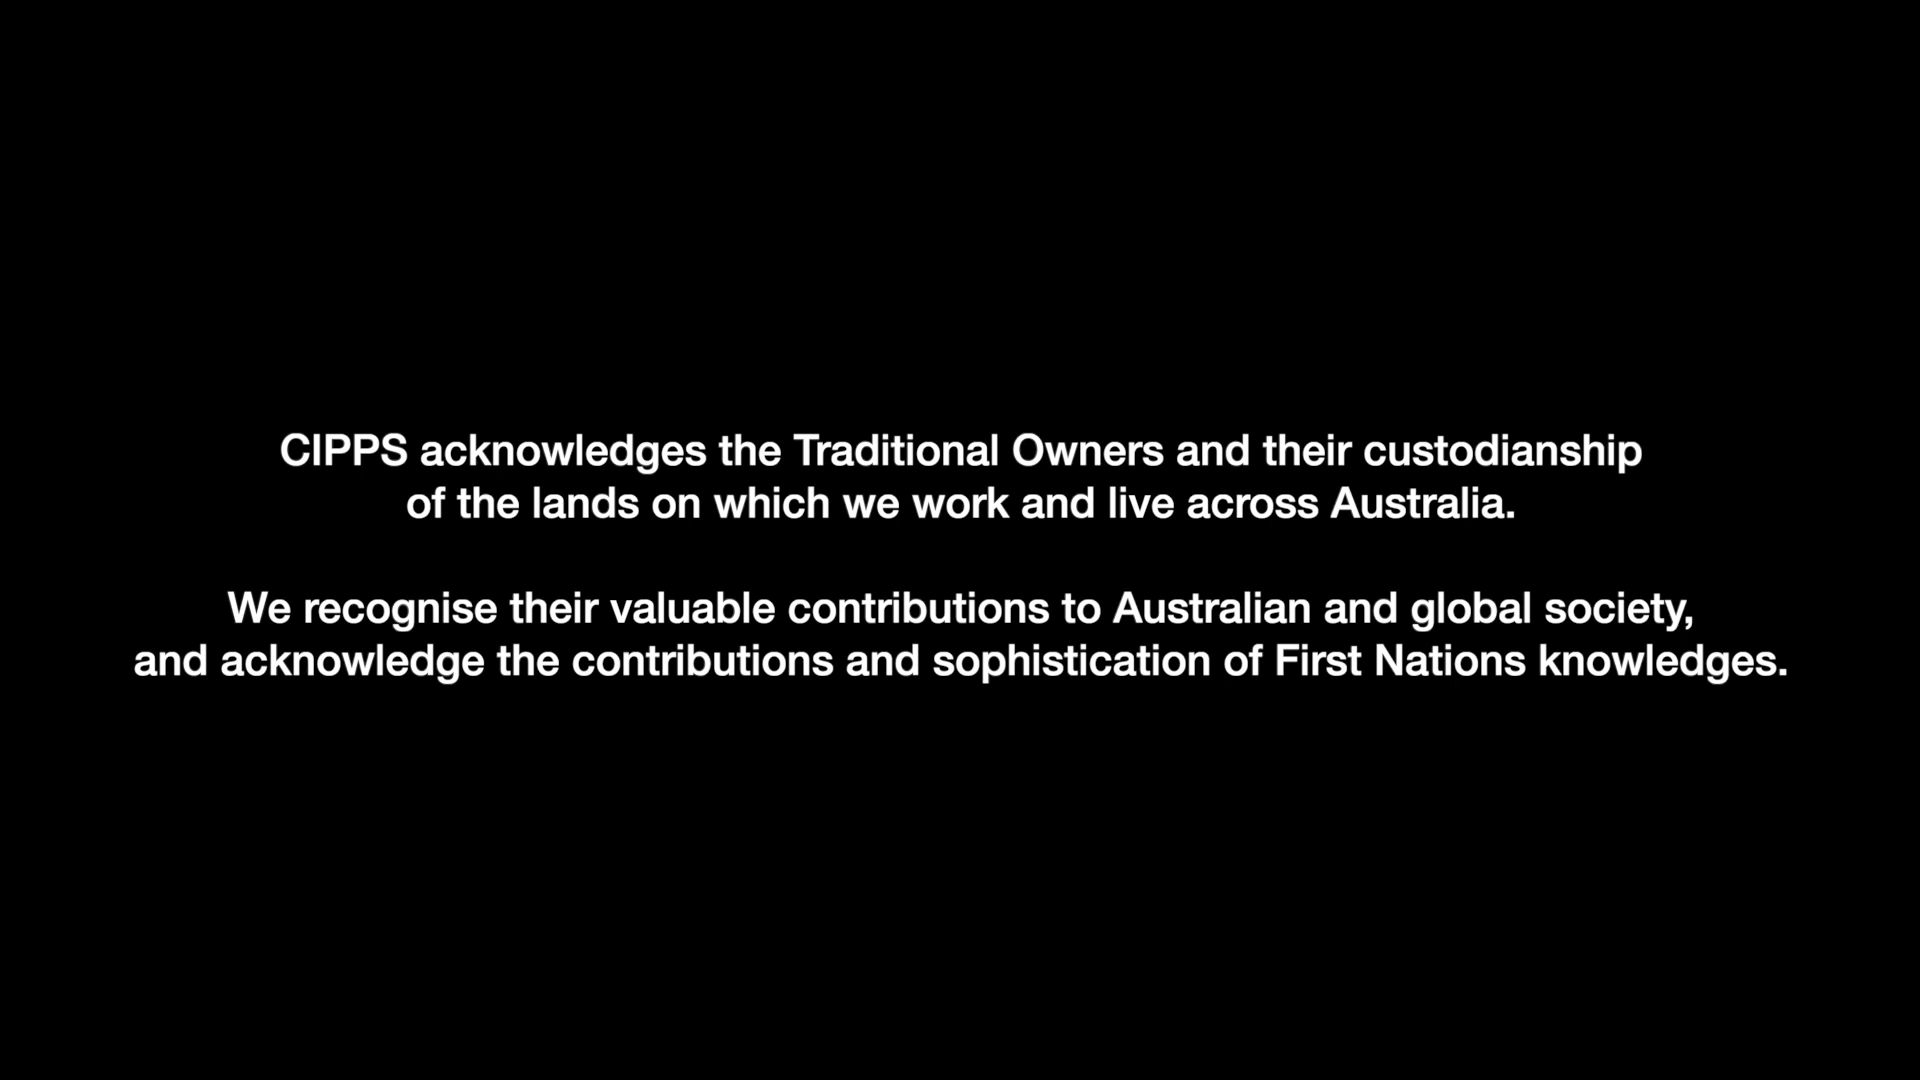 CIPPS acknowledges the Traditional Owners and their custodianship
of the lands on which we work and live across Australia.
We recognise their valuable contributions to Australian and global society,
and acknowledge the contributions and sophistication of First Nations knowledges.